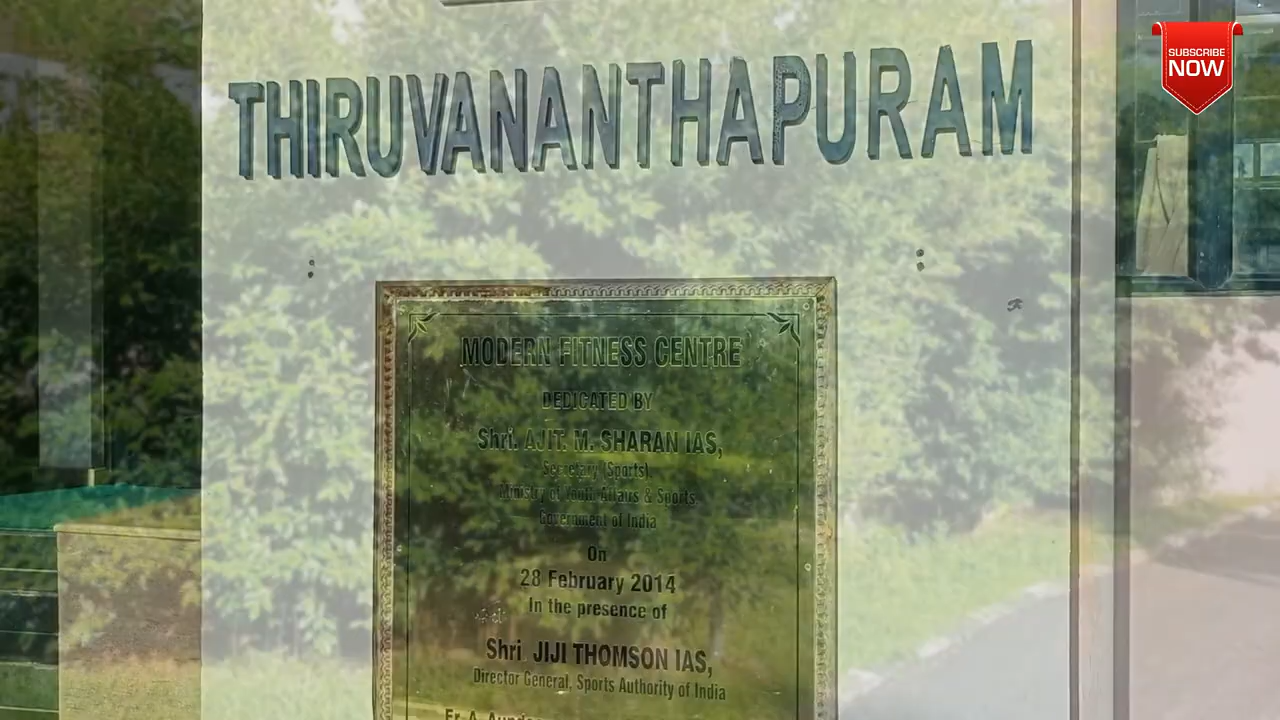 SUBSCRIBE
NOW
THIRUVANANTHAPURAM
MODERN FITNESS CENTRE
DEDICATED BY
Shri. AJIT. M. SHARAN IAS,
Secretary (Sports),
Ministry of Youth Affairs & Sports,
Government of India
On
28 February 2014
In the presence of
Shri. JIJI THOMSON IAS,
Director General, Sports Authority of India
Er. A.